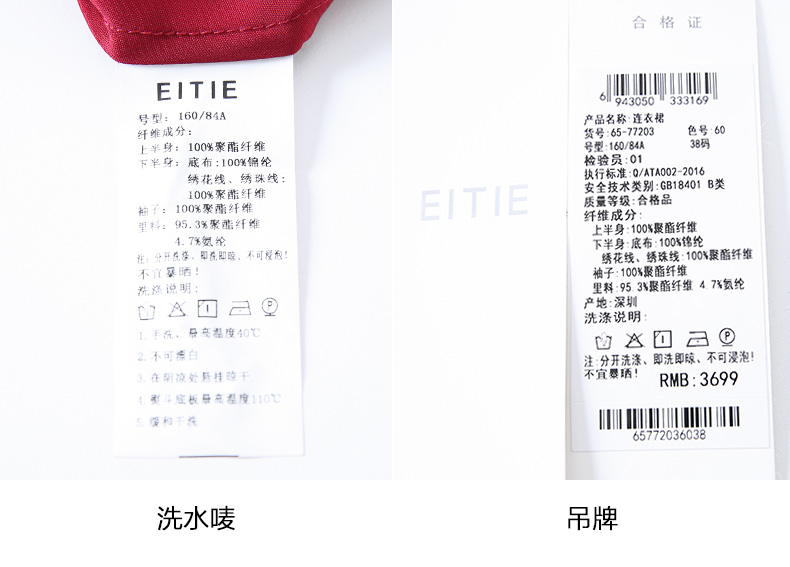 EITIE
号型: 160/84A
纤维成分:
上半身: 100%聚酯纤维
下半身: 底布:100%锦纶
绣花线、绣珠线:
100%聚酯纤维
袖子: 100%聚酯纤维
里料: 95.3%聚酯纤维
4.7%氨纶
注: 分开洗涤、即洗即晾、不可浸泡!
不宜暴晒!
洗涤说明:
1. 手洗、最高温度40℃
2. 不可漂白
3. 在阴凉处悬挂晾干
4. 熨斗底板最高温度110℃
5. 缓和干洗
洗水唛
EITIE
合格证
6 943050 333169
产品名称:连衣裙
货号:65-77203 色号:60
号型:160/84A 38码
检验员:01
执行标准:Q/ATA002-2016
安全技术类别:GB18401 B类
质量等级:合格品
纤维成分:
上半身:100%聚酯纤维
下半身:底布:100%锦纶
绣花线、绣珠线:100%聚酯纤维
袖子:100%聚酯纤维
里料:95.3%聚酯纤维 4.7%氨纶
产地:深圳
洗涤说明:
P
注:分开洗涤、即洗即晾、不可浸泡!
不宜暴晒!
RMB:3699
65772036038
吊牌